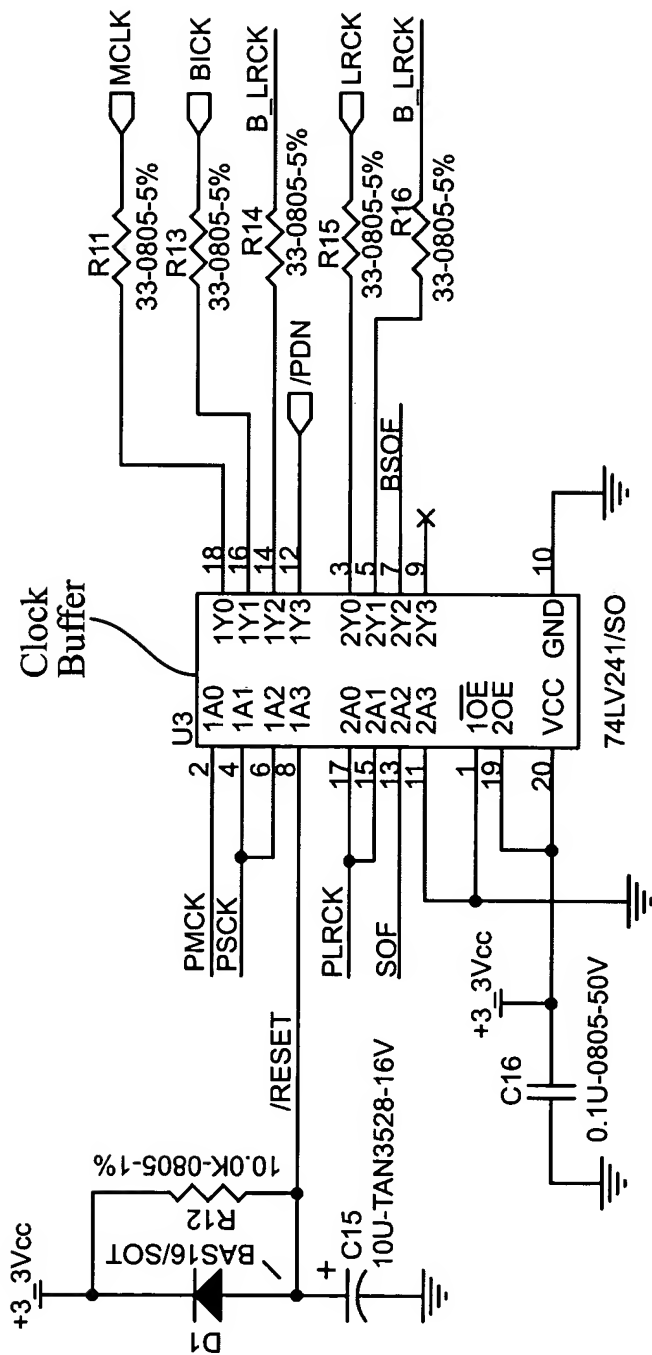 +3_3Vcc
D1
BAS16/SOT
R12
10.0K-0805-1%
+
C15
10U-TAN3528-16V
/RESET
PMCK
PSCK
PLRCK
SOF
+3_3Vcc
C16
0.1U-0805-50V
Clock
Buffer
U3
2 1A0 1Y0 18
4 1A1 1Y1 16
6 1A2 1Y2 14
8 1A3 1Y3 12
17 2A0 2Y0 3
15 2A1 2Y1 5
13 2A2 2Y2 7
11 2A3 2Y3 9
1 1OE
19 2OE
20 VCC GND 10
74LV241/SO
R11
33-0805-5%
MCLK
R13
33-0805-5%
BICK
R14
33-0805-5%
B_LRCK
/PDN
R15
33-0805-5%
LRCK
R16
33-0805-5%
B_LRCK
BSOF